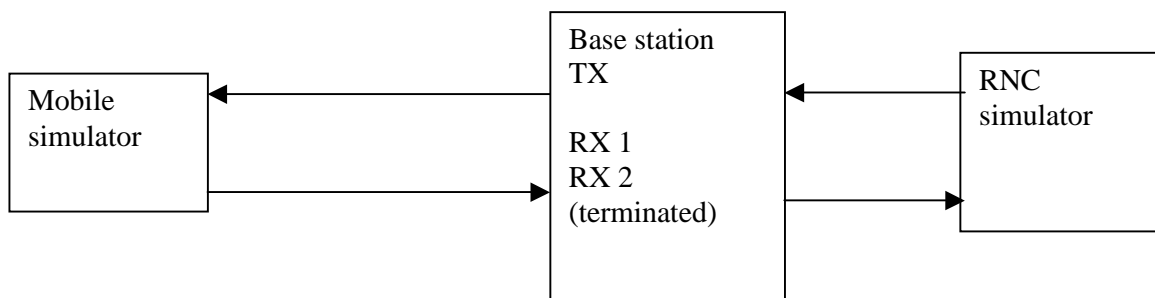 Mobile
simulator
Base station
TX
RX 1
RX 2
(terminated)
RNC
simulator